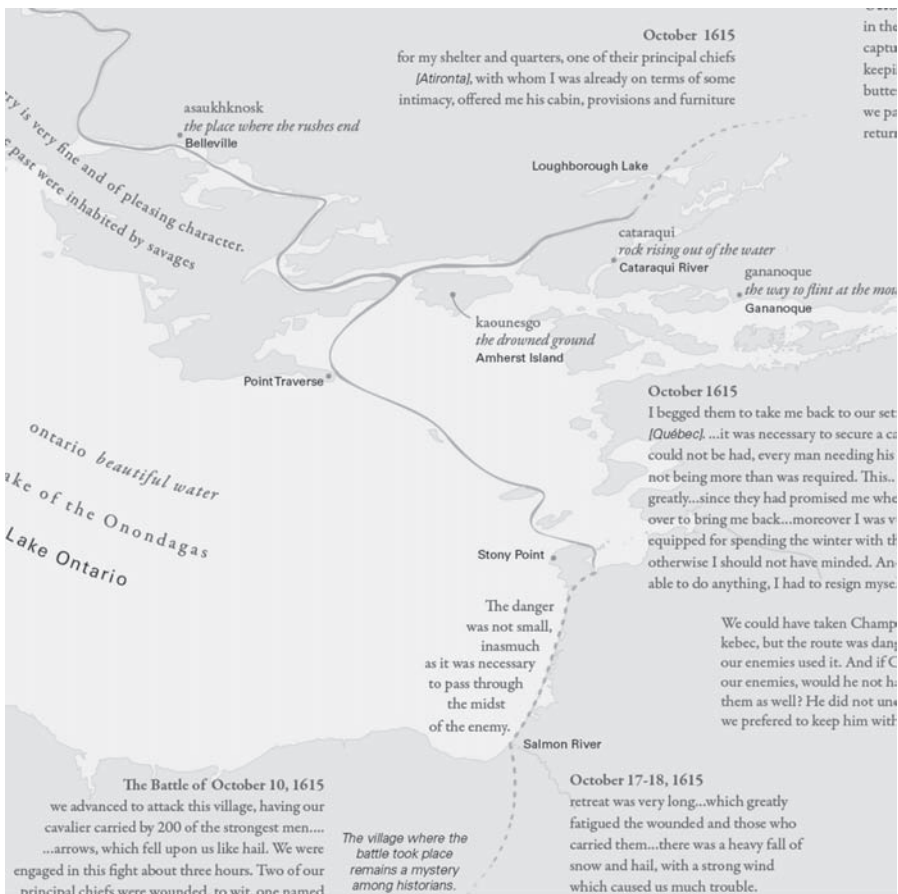 October 1615
for my shelter and quarters, one of their principal chiefs
[Atironta], with whom I was already on terms of some
intimacy, offered me his cabin, provisions and furniture
in the
keepi
we pa
return
asaukhknosk
the place where the rushes end
Belleville
ry is very fine and of pleasing character.
past were inhabited by savages
Loughborough Lake
cataraqui
rock rising out of the water
Cataraqui River
gananoque
the way to flint at the mou
Gananoque
kaounesgo
the drowned ground
Amherst Island
Point Traverse
ontario beautiful water
ake of the Onondagas
Lake Ontario
October 1615
I begged them to take me back to our set
[Québec]. ...it was necessary to secure a ca
could not be had, every man needing his
not being more than was required. This..
greatly...since they had promised me whe
over to bring me back...moreover I was v
equipped for spending the winter with th
otherwise I should not have minded. An
able to do anything, I had to resign myse
Stony Point
The danger
was not small,
inasmuch
as it was necessary
to pass through
the midst
of the enemy.
We could have taken Champ
kebec, but the route was dang
our enemies used it. And if C
our enemies, would he not ha
them as well? He did not un
we prefered to keep him with
Salmon River
The Battle of October 10, 1615
we advanced to attack this village, having our
cavalier carried by 200 of the strongest men....
...arrows, which fell upon us like hail. We were
engaged in this fight about three hours. Two of our
principal chiefs were wounded, to wit, one named
The village where the
battle took place
remains a mystery
among historians.
October 17-18, 1615
retreat was very long...which greatly
fatigued the wounded and those who
carried them...there was a heavy fall of
snow and hail, with a strong wind
which caused us much trouble.